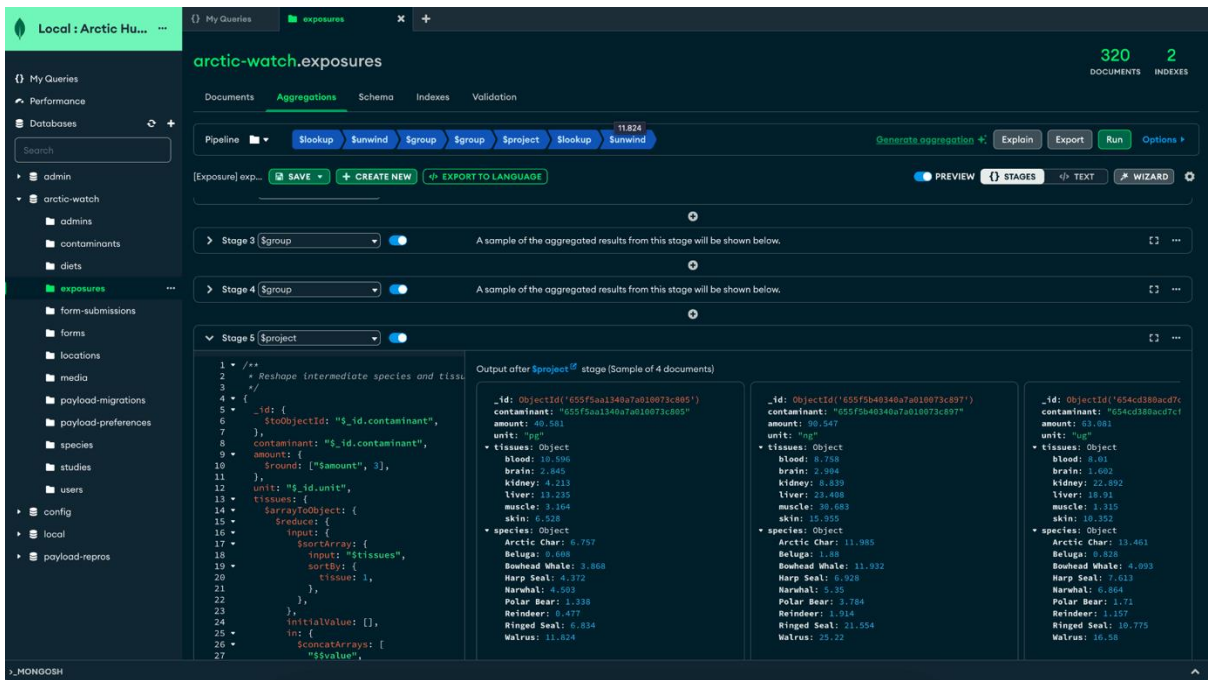 Local : Arctic Hu... ···
{} My Queries
exposures
arctic-watch.exposures
320
DOCUMENTS
2
INDEXES
{} My Queries
Performance
Databases
Search
admin
arctic-watch
admins
contaminants
diets
exposures ···
form-submissions
forms
locations
media
payload-migrations
payload-preferences
species
studies
users
config
local
payload-repros
Documents Aggregations Schema Indexes Validation
11.824
Pipeline $lookup $unwind $group $group $project $lookup $unwind
Generate aggregation Explain Export Run Options
[Exposure] exp... SAVE + CREATE NEW </> EXPORT TO LANGUAGE
PREVIEW {} STAGES </> TEXT WIZARD
Stage 3 $group A sample of the aggregated results from this stage will be shown below. ···
Stage 4 $group A sample of the aggregated results from this stage will be shown below. ···
Stage 5 $project ···
1 /**
2 * Reshape intermediate species and tissu
3 */
4 {
5 _id: {
6 $toObjectId: "$_id.contaminant",
7 },
8 contaminant: "$_id.contaminant",
9 amount: {
10 $round: ["$amount", 3],
11 },
12 unit: "$_id.unit",
13 tissues: {
14 $arrayToObject: {
15 $reduce: {
16 input: {
17 $sortArray: {
18 input: "$tissues",
19 sortBy: {
20 tissue: 1,
21 },
22 },
23 },
24 initialValue: [],
25 in: {
26 $concatArrays: [
27 "$$value",
Output after $project stage (Sample of 4 documents)
_id: ObjectId('655f5aa1340a7a010073c805')
contaminant: "655f5aa1340a7a010073c805"
amount: 40.581
unit: "pg"
tissues: Object
blood: 10.596
brain: 2.845
kidney: 4.213
liver: 13.235
muscle: 3.164
skin: 6.528
species: Object
Arctic Char: 6.757
Beluga: 0.608
Bowhead Whale: 3.868
Harp Seal: 4.372
Narwhal: 4.503
Polar Bear: 1.338
Reindeer: 0.477
Ringed Seal: 6.834
Walrus: 11.824
_id: ObjectId('655f5b40340a7a010073c897')
contaminant: "655f5b40340a7a010073c897"
amount: 90.547
unit: "ng"
tissues: Object
blood: 8.758
brain: 2.904
kidney: 8.839
liver: 23.408
muscle: 30.683
skin: 15.955
species: Object
Arctic Char: 11.985
Beluga: 1.88
Bowhead Whale: 11.932
Harp Seal: 6.928
Narwhal: 5.35
Polar Bear: 3.784
Reindeer: 1.914
Ringed Seal: 21.554
Walrus: 25.22
_id: ObjectId('654cd380acd7c
contaminant: "654cd380acd7cf
amount: 63.081
unit: "ug"
tissues: Object
blood: 8.01
brain: 1.602
kidney: 22.892
liver: 18.91
muscle: 1.315
skin: 10.352
species: Object
Arctic Char: 13.461
Beluga: 0.828
Bowhead Whale: 4.093
Harp Seal: 7.613
Narwhal: 6.864
Polar Bear: 1.71
Reindeer: 1.157
Ringed Seal: 10.775
Walrus: 16.58
>_MONGOSH